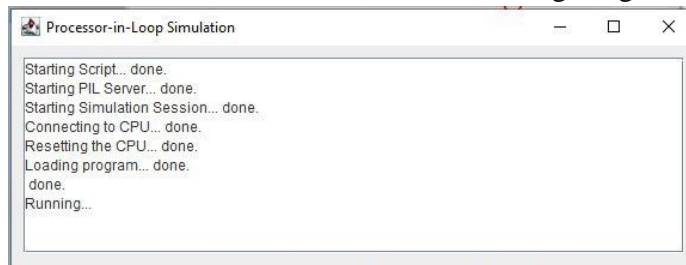 Processor-in-Loop Simulation
Starting Script... done.
Starting PIL Server... done.
Starting Simulation Session... done.
Connecting to CPU... done.
Resetting the CPU... done.
Loading program... done.
done.
Running...